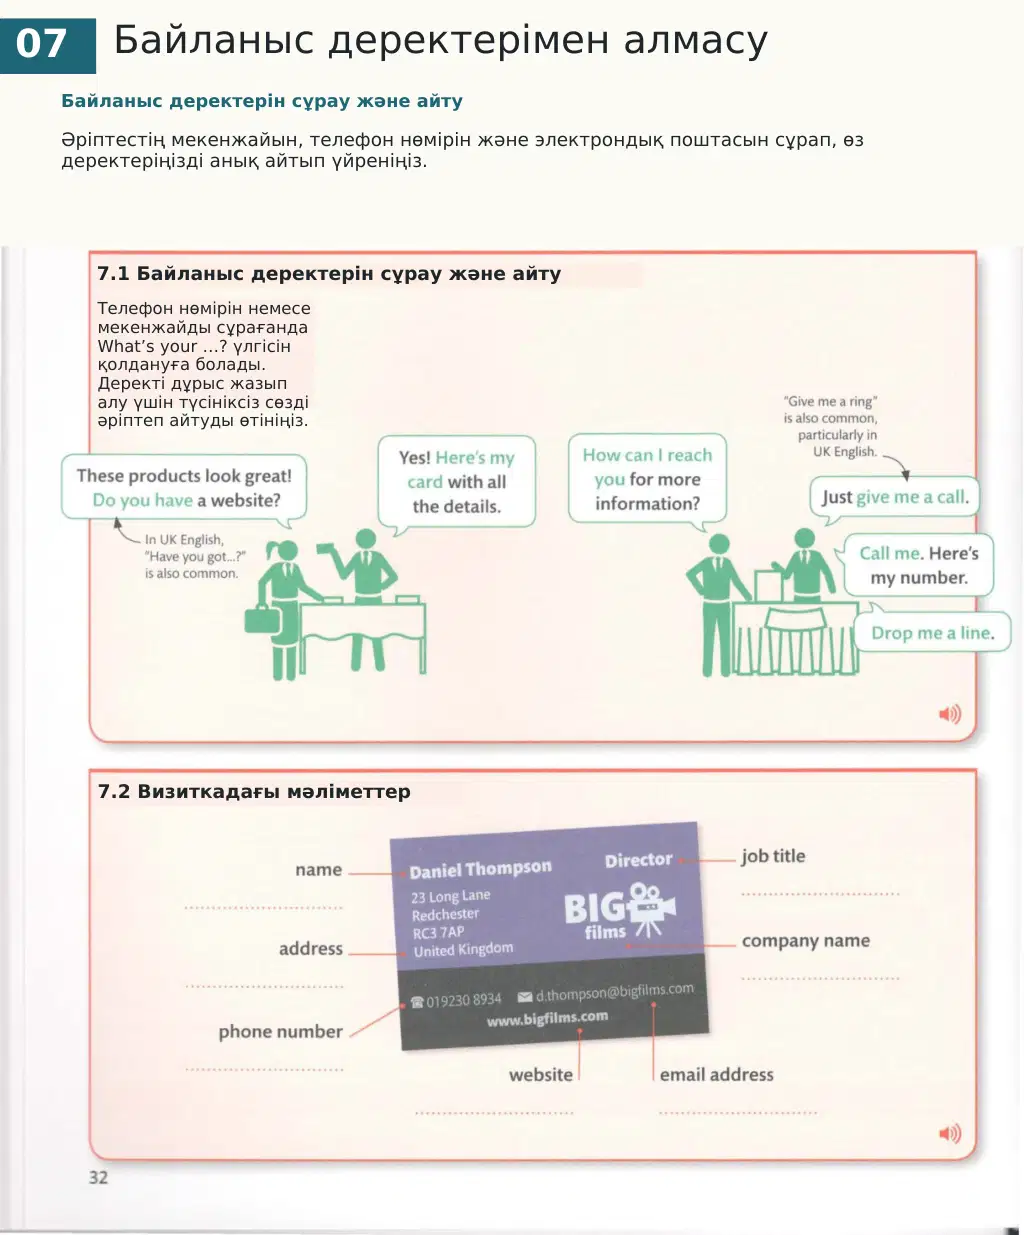 07 Байланыс деректерімен алмасу
Байланыс деректерін сұрау және айту
Әріптестің мекенжайын, телефон нөмірін және электрондық поштасын сұрап, өз
деректеріңізді анық айтып үйреніңіз.
7.1 Байланыс деректерін сұрау және айту
Телефон нөмірін немесе
мекенжайды сұрағанда
What’s your …? үлгісін
қолдануға болады.
Деректі дұрыс жазып
алу үшін түсініксіз сөзді
әріптеп айтуды өтініңіз.
These products look great!
Do you have a website?
In UK English,
"Have you got...?"
is also common.
Yes! Here's my
card with all
the details.
How can I reach
you for more
information?
"Give me a ring"
is also common,
particularly in
UK English.
Just give me a call.
Call me. Here's
my number.
Drop me a line.
7.2 Визиткадағы мәліметтер
name
address
phone number
Daniel Thompson
23 Long Lane
Redchester
RC3 7AP
United Kingdom
Director
BIG
films
019230 8934
d.thompson@bigfilms.com
www.bigfilms.com
job title
company name
website
email address
32